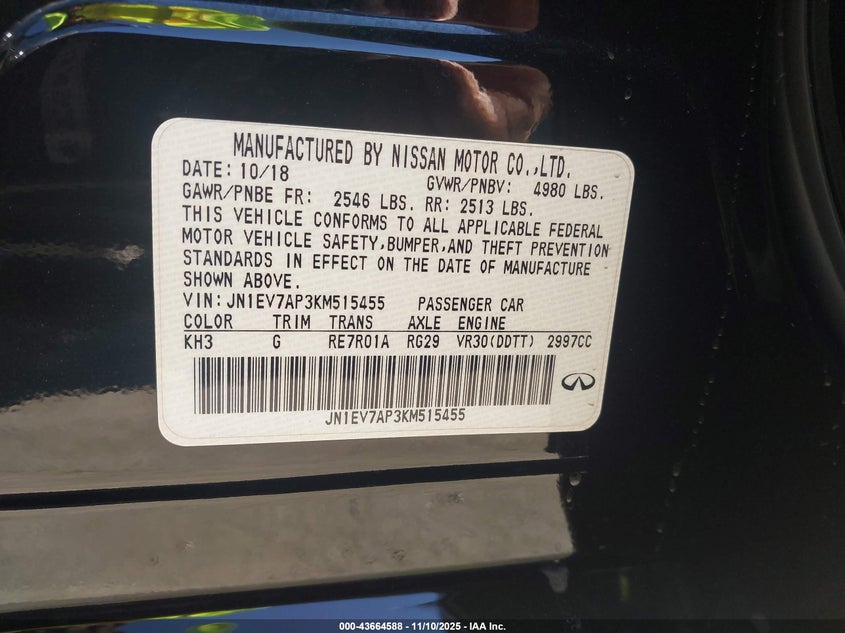 MANUFACTURED BY NISSAN MOTOR CO.,LTD.
DATE: 10/18 GVWR/PNBV: 4980 LBS.
GAWR/PNBE FR: 2546 LBS. RR: 2513 LBS.
THIS VEHICLE CONFORMS TO ALL APPLICABLE FEDERAL
MOTOR VEHICLE SAFETY,BUMPER,AND THEFT PREVENTION
STANDARDS IN EFFECT ON THE DATE OF MANUFACTURE
SHOWN ABOVE.
VIN:JN1EV7AP3KM515455 PASSENGER CAR
COLOR TRIM TRANS AXLE ENGINE
KH3 G RE7R01A RG29 VR30(DDTT) 2997CC
JN1EV7AP3KM515455
000-43664588 - 11/10/2025 - IAA Inc.